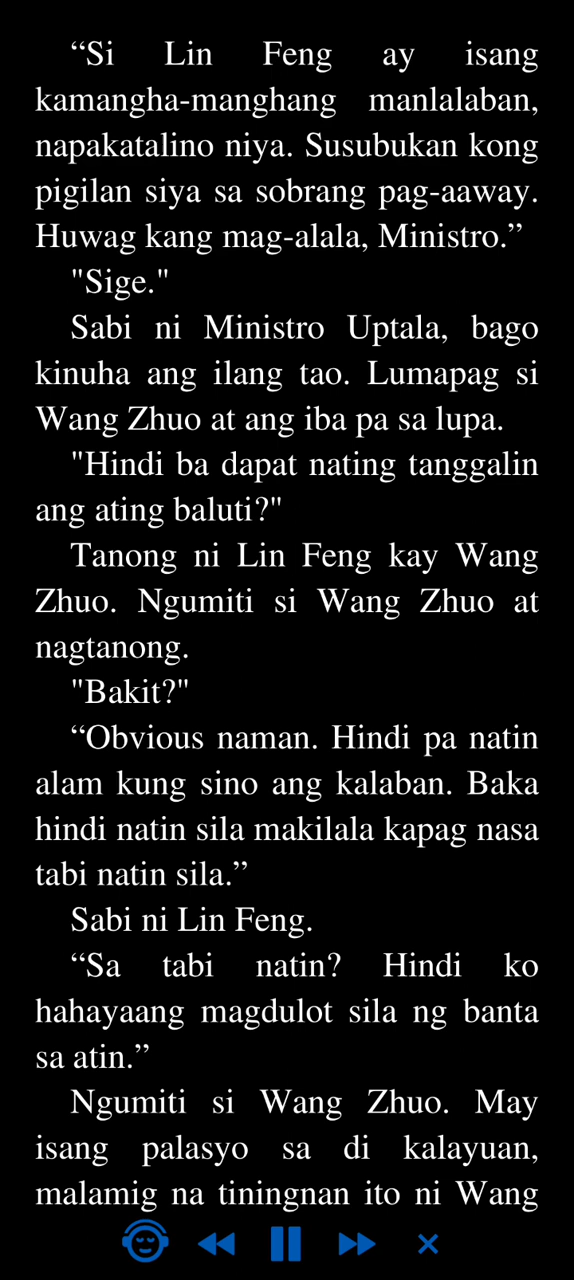 “Si Lin Feng ay isang
kamangha-manghang manlalaban,
napakatalino niya. Susubukan kong
pigilan siya sa sobrang pag-aaway.
Huwag kang mag-alala, Ministro.”
"Sige."
Sabi ni Ministro Uptala, bago
kinuha ang ilang tao. Lumapag si
Wang Zhuo at ang iba pa sa lupa.
"Hindi ba dapat nating tanggalin
ang ating baluti?"
Tanong ni Lin Feng kay Wang
Zhuo. Ngumiti si Wang Zhuo at
nagtanong.
"Bakit?"
“Obvious naman. Hindi pa natin
alam kung sino ang kalaban. Baka
hindi natin sila makilala kapag nasa
tabi natin sila.”
Sabi ni Lin Feng.
“Sa tabi natin? Hindi ko
hahayaang magdulot sila ng banta
sa atin.”
Ngumiti si Wang Zhuo. May
isang palasyo sa di kalayuan,
malamig na tiningnan ito ni Wang